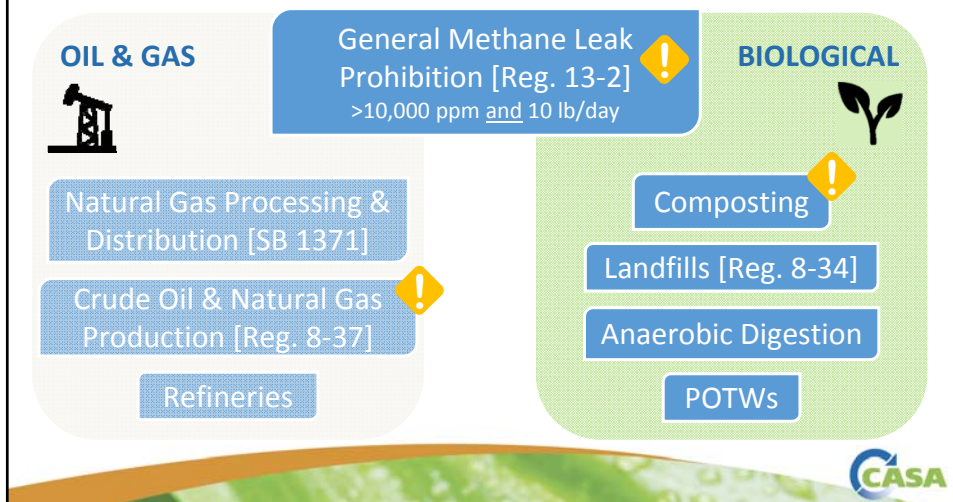 General Methane Leak
Prohibition [Reg. 13-2]
>10,000 ppm and 10 lb/day
!
OIL & GAS
Natural Gas Processing &
Distribution [SB 1371]
Crude Oil & Natural Gas
Production [Reg. 8-37]
!
Refineries
BIOLOGICAL
Composting
!
Landfills [Reg. 8-34]
Anaerobic Digestion
POTWs
CASA